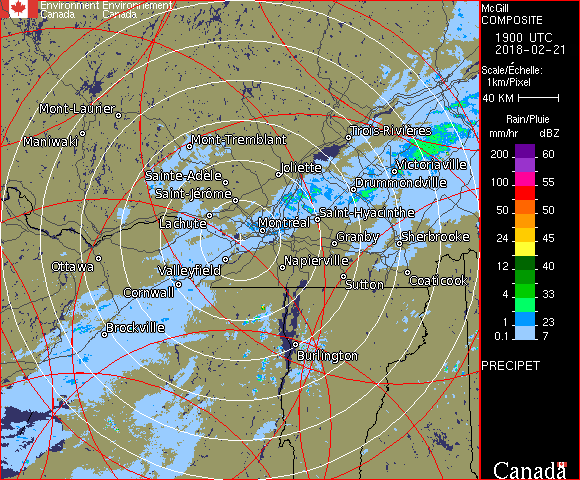 Environment Environnement
Canada Canada
McGill
COMPOSITE
1900 UTC
2018-02-21
Scale/Échelle:
1km/Pixel
40 KM
Rain/Pluie
mm/hr dBZ
200 60
100 55
50 50
24 45
12 40
4 33
1 23
0.1 7
PRECIPET
Canada
Mont-Laurier
Maniwaki
Mont-Tremblant
Trois-Rivières
Sainte-Adèle
Joliette
Victoriaville
Saint-Jérôme
Drummondville
Lachute
Montréal
Saint-Hyacinthe
Granby
Sherbrooke
Ottawa
Valleyfield
Napierville
Cornwall
Sutton
Coaticook
Brockville
Burlington